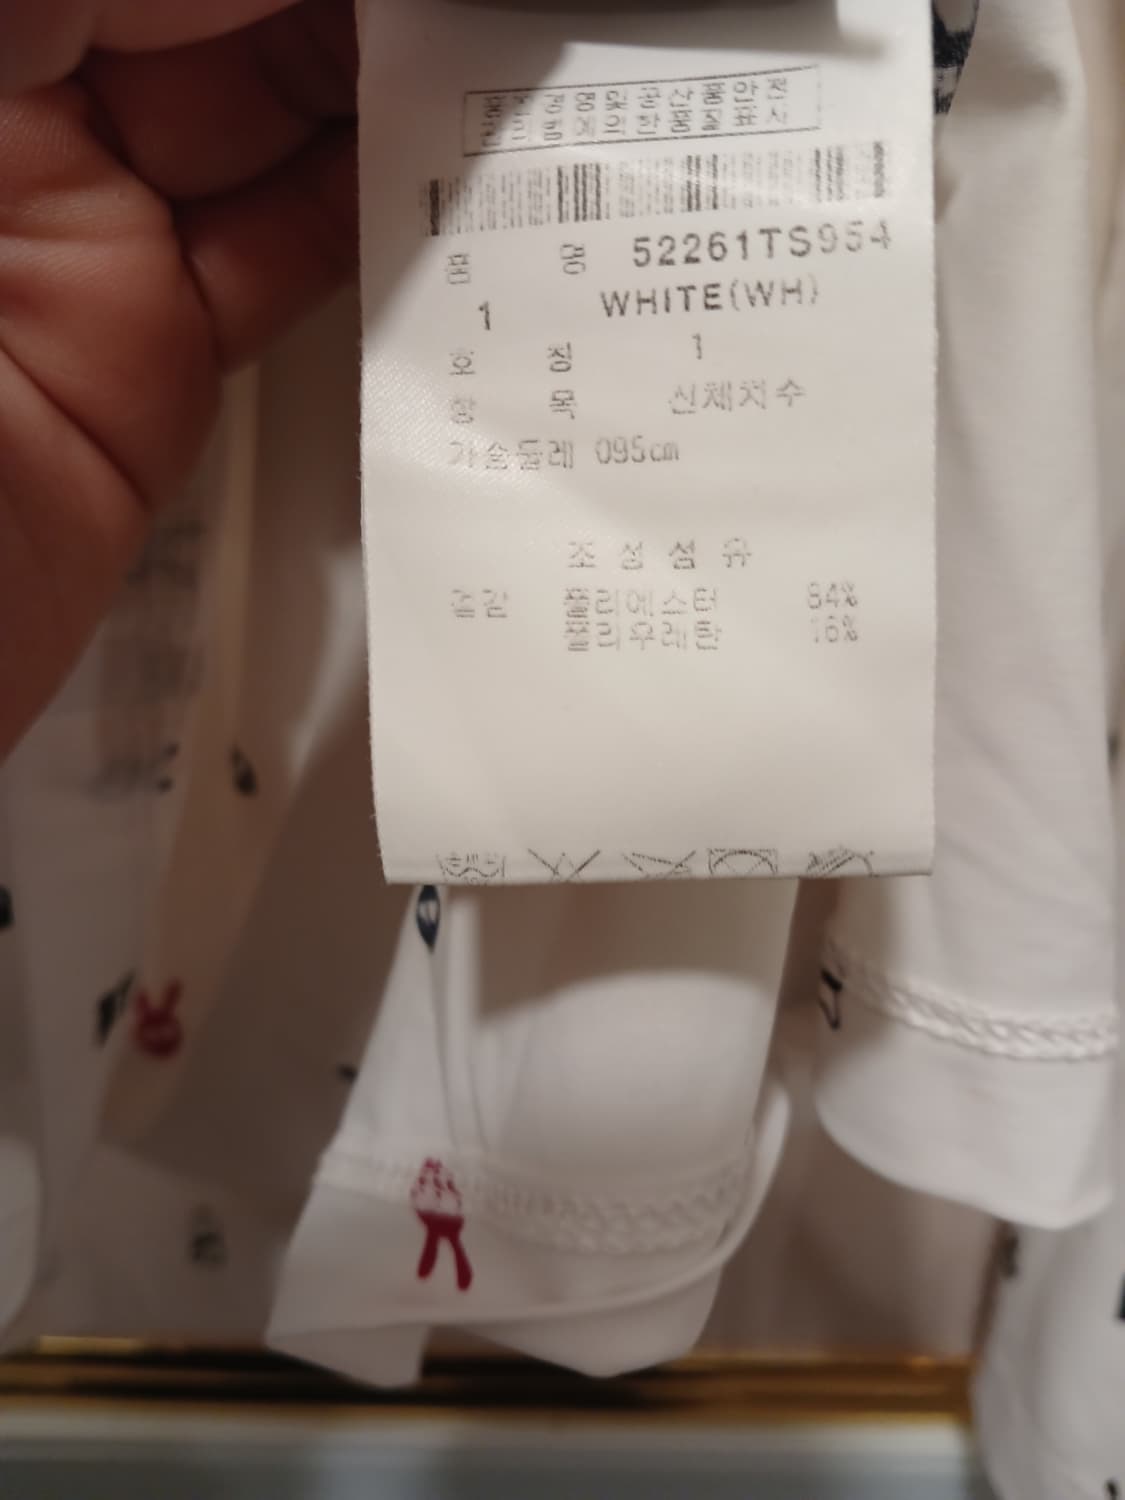 품질경영및공산품안전
관리법에의한품질표시
품 명 52261TS954
1 WHITE(WH)
호 칭 1
항 목 신체치수
가슴둘레 095cm
조 성 섬 유
겉감 폴리에스터 84%
폴리우레탄 16%